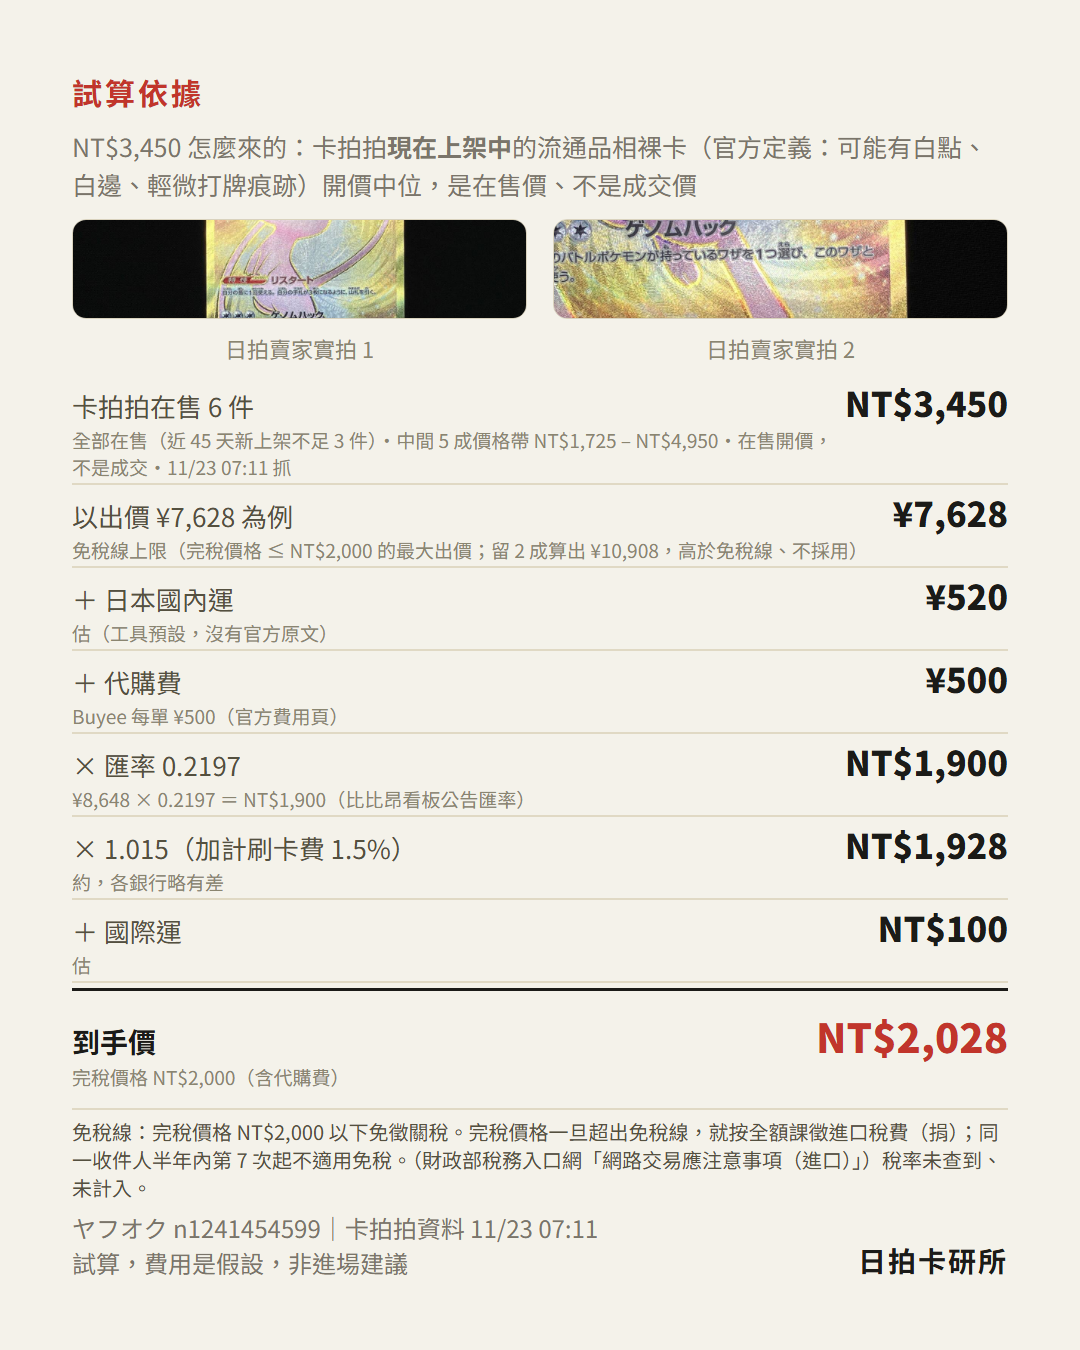 試算依據
NT$3,450 怎麼來的：卡拍拍現在上架中的流通品相裸卡（官方定義：可能有白點、
白邊、輕微打牌痕跡）開價中位，是在售價、不是成交價
リスタート
ゲノムハック
ゲノムハック
のバトルポケモンが持っているワザを1つ選び、このワザと
使う。
日拍賣家實拍 1
日拍賣家實拍 2
卡拍拍在售 6 件
NT$3,450
全部在售（近 45 天新上架不足 3 件）・中間 5 成價格帶 NT$1,725 – NT$4,950・在售開價，
不是成交・11/23 07:11 抓
以出價 ¥7,628 為例
¥7,628
免稅線上限（完稅價格 ≤ NT$2,000 的最大出價；留 2 成算出 ¥10,908，高於免稅線、不採用）
＋ 日本國內運
¥520
估（工具預設，沒有官方原文）
＋ 代購費
¥500
Buyee 每單 ¥500（官方費用頁）
× 匯率 0.2197
NT$1,900
¥8,648 × 0.2197 ＝ NT$1,900（比比昂看板公告匯率）
× 1.015（加計刷卡費 1.5%）
NT$1,928
約，各銀行略有差
＋ 國際運
NT$100
估
到手價
NT$2,028
完稅價格 NT$2,000（含代購費）
免稅線：完稅價格 NT$2,000 以下免徵關稅。完稅價格一旦超出免稅線，就按全額課徵進口稅費（捐）；同
一收件人半年內第 7 次起不適用免稅。（財政部稅務入口網「網路交易應注意事項（進口）」）稅率未查到、
未計入。
ヤフオク n1241454599｜卡拍拍資料 11/23 07:11
試算，費用是假設，非進場建議
日拍卡研所